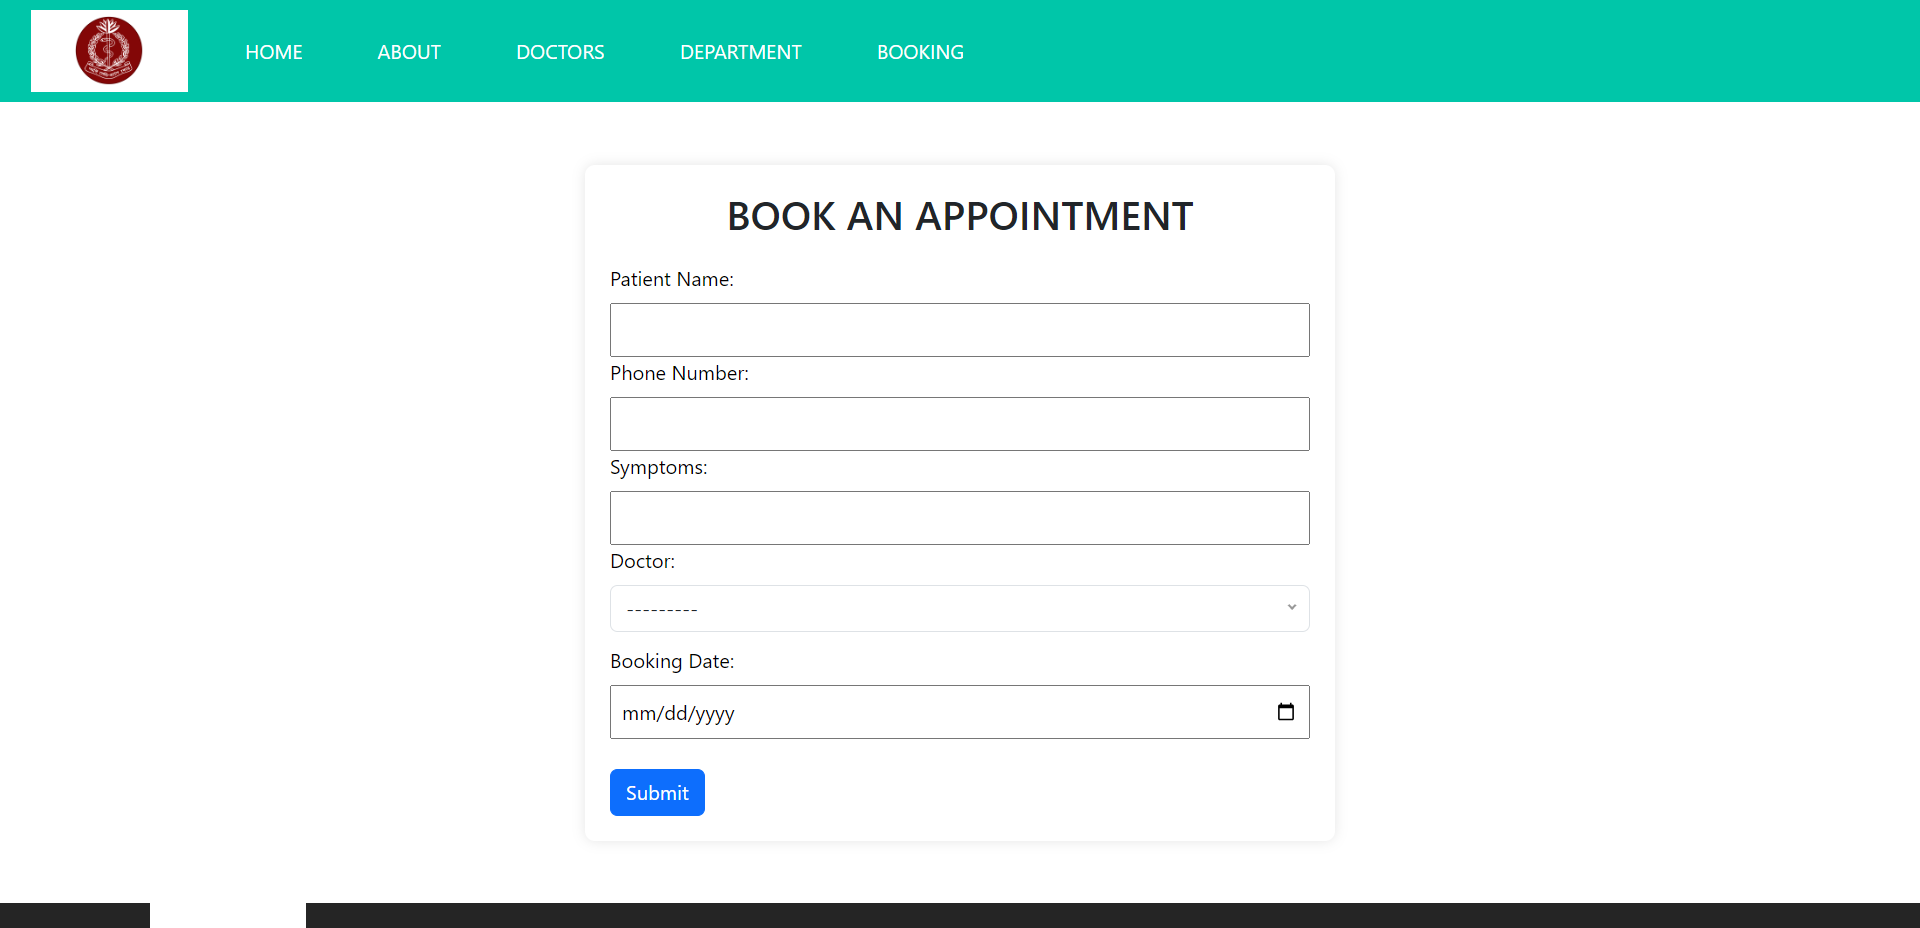 HOME ABOUT DOCTORS DEPARTMENT BOOKING
BOOK AN APPOINTMENT
Patient Name:
Phone Number:
Symptoms:
Doctor:
---------
Booking Date:
mm/dd/yyyy
Submit